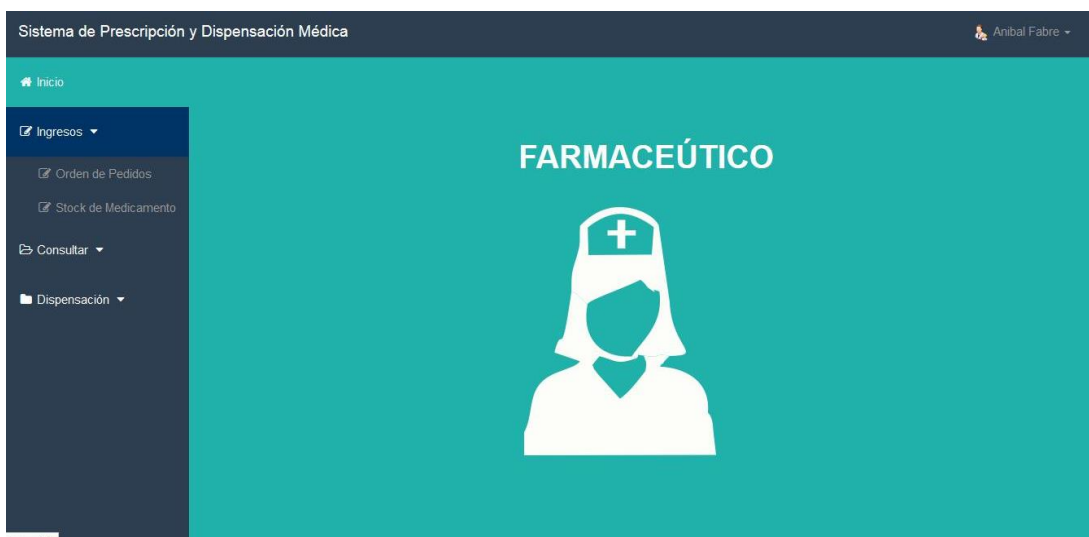 Sistema de Prescripción y Dispensación Médica
Anibal Fabre
Inicio
Ingresos
Orden de Pedidos
Stock de Medicamento
Consultar
Dispensación
FARMACEÚTICO